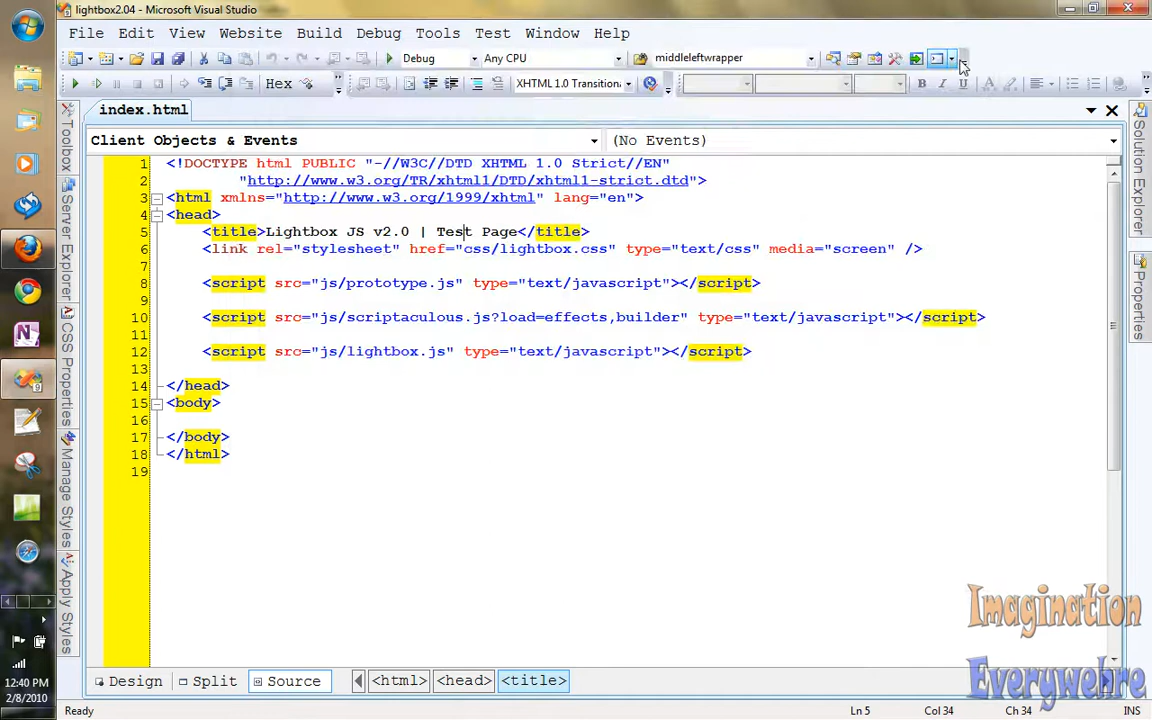 lightbox2.04 - Microsoft Visual Studio
File Edit View Website Build Debug Tools Test Window Help
Debug Any CPU middleleftwrapper
Hex XHTML 1.0 Transition B I U A
index.html
Client Objects & Events (No Events)
1 <!DOCTYPE html PUBLIC "-//W3C//DTD XHTML 1.0 Strict//EN"
2 "http://www.w3.org/TR/xhtml1/DTD/xhtml1-strict.dtd">
3 <html xmlns="http://www.w3.org/1999/xhtml" lang="en">
4 <head>
5 <title>Lightbox JS v2.0 | Test Page</title>
6 <link rel="stylesheet" href="css/lightbox.css" type="text/css" media="screen" />
7
8 <script src="js/prototype.js" type="text/javascript"></script>
9
10 <script src="js/scriptaculous.js?load=effects,builder" type="text/javascript"></script>
11
12 <script src="js/lightbox.js" type="text/javascript"></script>
13
14 </head>
15 <body>
16
17 </body>
18 </html>
19
Toolbox
Server Explorer
CSS Properties
Manage Styles
Apply Styles
Solution Explorer
Properties
Imagination
Everywehre
Design Split Source <html> <head> <title>
Ready Ln 5 Col 34 Ch 34 INS
12:40 PM
2/8/2010